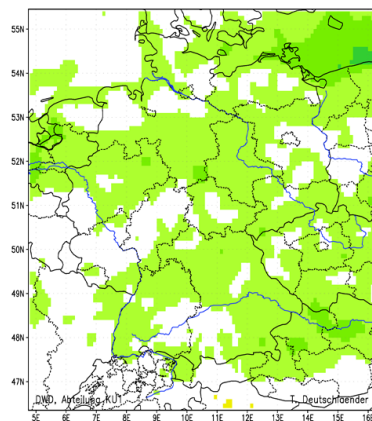 55N
54N
53N
52N
51N
50N
49N
48N
47N
DWD, Abteilung KU1 T. Deutschlaender
5E 6E 7E 8E 9E 10E 11E 12E 13E 14E 15E 16E